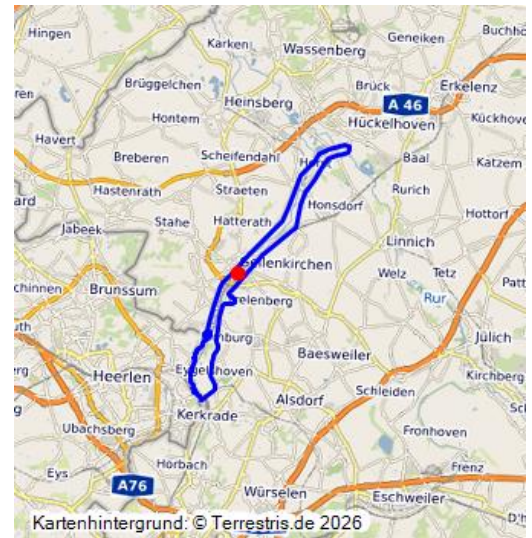 Hingen
Geneiken
Buchho
Karken
Wassenberg
Brüggelchen
Brück
Erkelenz
Heinsberg
A 46
Hontem
Hückelhoven
Kückhove
Havert
Breberen
Scheifendahl
Baal
Katzem
Hastenrath
Straeten
Rurich
Honsdorf
Hottorf
Hatterath
Stahe
Jabeek
Linnich
Geilenkirchen
Welz
Tetz
Brunssum
Rur
Jülich
Baesweiler
Heerlen
Eygelshoven
Schleiden
Kirchberg
Kerkrade
Alsdorf
Ubachsberg
Fronhoven
Horbach
Eys
Frenz
A76
Würselen
Eschweiler
Kartenhintergrund: © Terrestris.de 2026